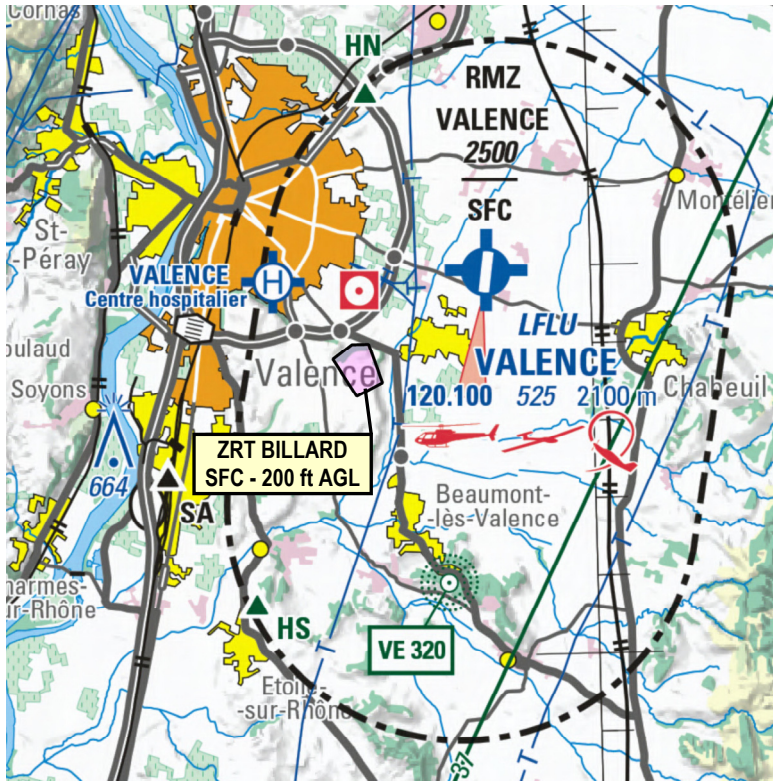 Cornas
HN
RMZ
VALENCE
2500
SFC
St-
-Péray
Montélier
VALENCE
Centre hospitalier
H
LFLU
VALENCE
120.100 525 2100 m
Valence
Chabeuil
oulaud
Soyons
664
SA
ZRT BILLARD
SFC - 200 ft AGL
Beaumont-
-lès-Valence
harmes-
ur-Rhône
HS
VE 320
Etoile-
-sur-Rhône
37